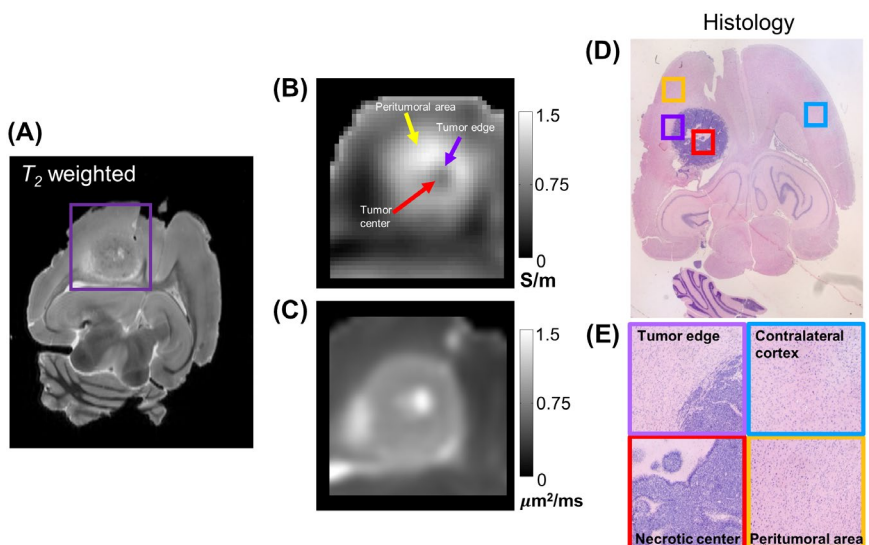 Histology
(A)
T2 weighted
(B)
Peritumoral area
Tumor edge
Tumor
center
1.5
0.75
0
S/m
(C)
1.5
0.75
0
μm²/ms
(D)
(E)
Tumor edge
Contralateral
cortex
Necrotic center
Peritumoral area